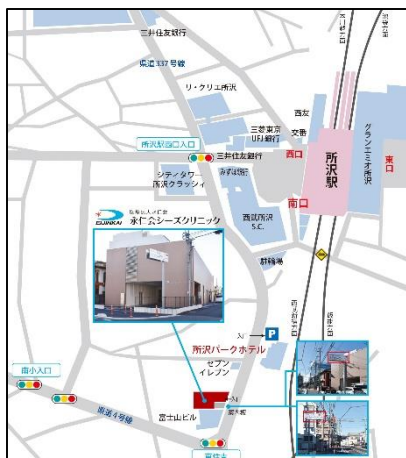 三井住友銀行
県道337号線
リ・クリエ所沢
西友
三菱東京
UFJ銀行
交番
所沢駅西口入口
三井住友銀行
西口
所沢駅
グランエミオ所沢
東口
みずほ銀行
シティタワー
所沢クラッシィ
南口
西武所沢
S.C.
EIJINKAI
永仁会シーズクリニック
駐輪場
P
所沢パークホテル
セブン
イレブン
南小入口
県道4号線
富士山ビル